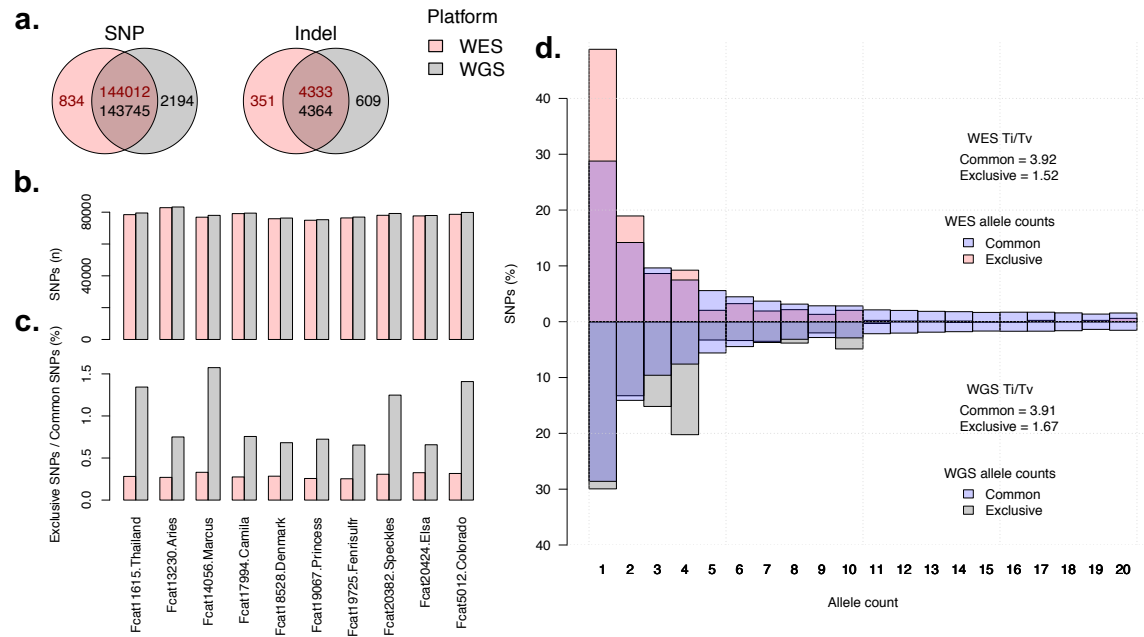 a.
SNP
834
144012
143745
2194
Indel
351
4333
4364
609
Platform
WES
WGS
b.
SNPs (n)
0
40000
80000
c.
Exclusive SNPs / Common SNPs (%)
0.0
0.5
1.0
1.5
Fcat11615.Thailand
Fcat13230.Aries
Fcat14056.Marcus
Fcat17994.Camila
Fcat18528.Denmark
Fcat19067.Princess
Fcat19725.Fenrisulfr
Fcat20382.Speckles
Fcat20424.Elsa
Fcat5012.Colorado
d.
SNPs (%)
40
30
20
10
0
10
20
30
40
WES Ti/Tv
Common = 3.92
Exclusive = 1.52
WES allele counts
Common
Exclusive
WGS Ti/Tv
Common = 3.91
Exclusive = 1.67
WGS allele counts
Common
Exclusive
1 2 3 4 5 6 7 8 9 10 11 12 13 14 15 16 17 18 19 20
Allele count